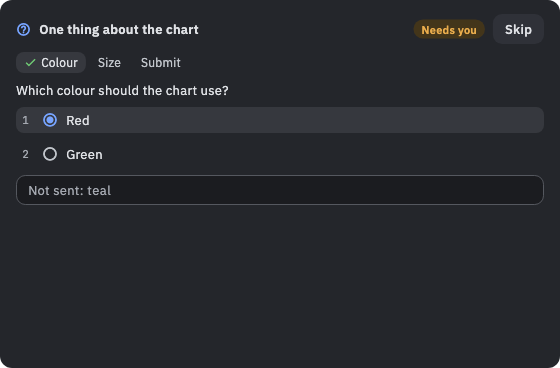 One thing about the chart Needs you Skip
Colour Size Submit
Which colour should the chart use?
1 Red
2 Green
Not sent: teal